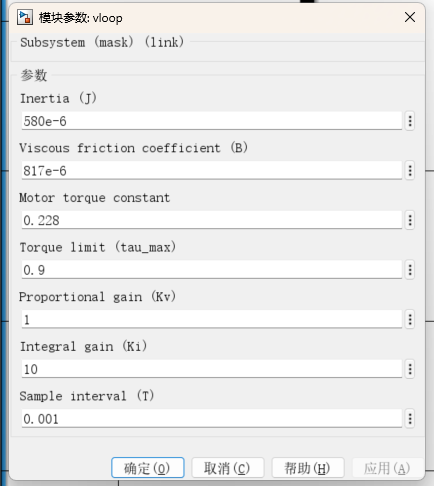 模块参数: vloop
Subsystem (mask) (link)
参数
Inertia (J)
580e-6
Viscous friction coefficient (B)
817e-6
Motor torque constant
0.228
Torque limit (tau_max)
0.9
Proportional gain (Kv)
1
Integral gain (Ki)
10
Sample interval (T)
0.001
确定(O) 取消(C) 帮助(H) 应用(A)